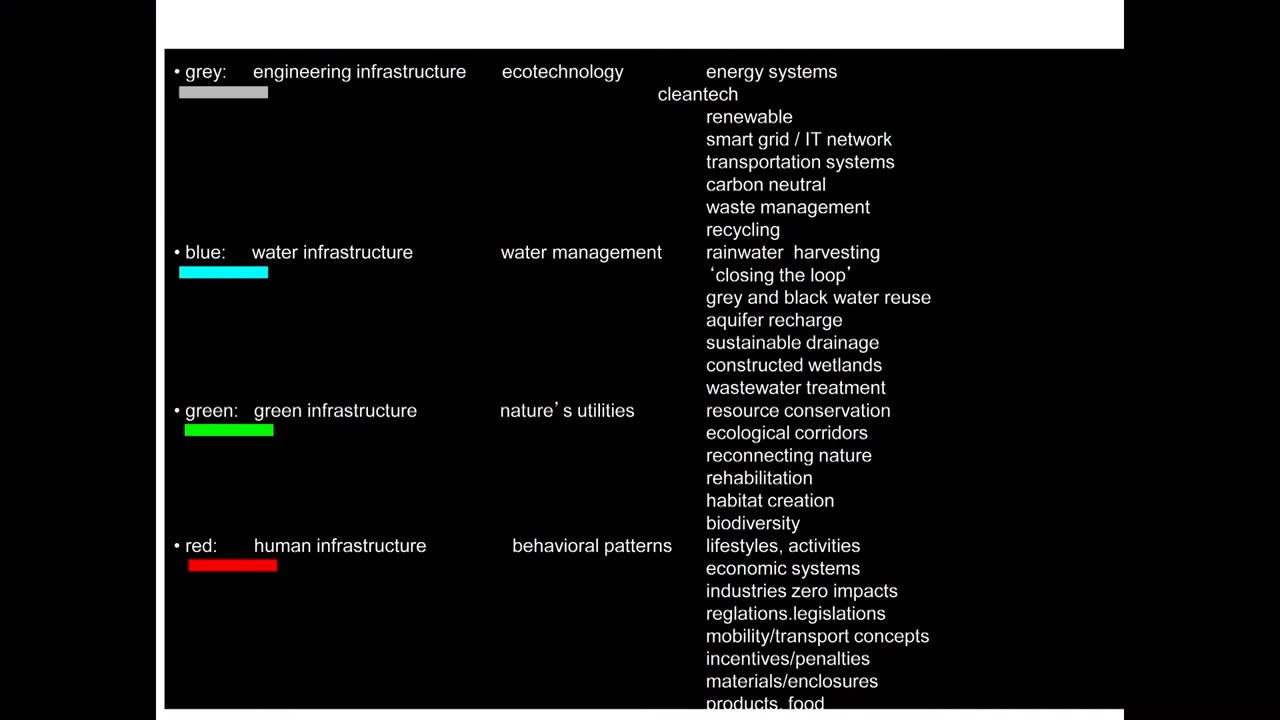 • grey: engineering infrastructure ecotechnology energy systems
cleantech
renewable
smart grid / IT network
transportation systems
carbon neutral
waste management
recycling
• blue: water infrastructure water management rainwater harvesting
‘closing the loop’
grey and black water reuse
aquifer recharge
sustainable drainage
constructed wetlands
wastewater treatment
• green: green infrastructure nature’s utilities resource conservation
ecological corridors
reconnecting nature
rehabilitation
habitat creation
biodiversity
• red: human infrastructure behavioral patterns lifestyles, activities
economic systems
industries zero impacts
reglations.legislations
mobility/transport concepts
incentives/penalties
materials/enclosures
products, food